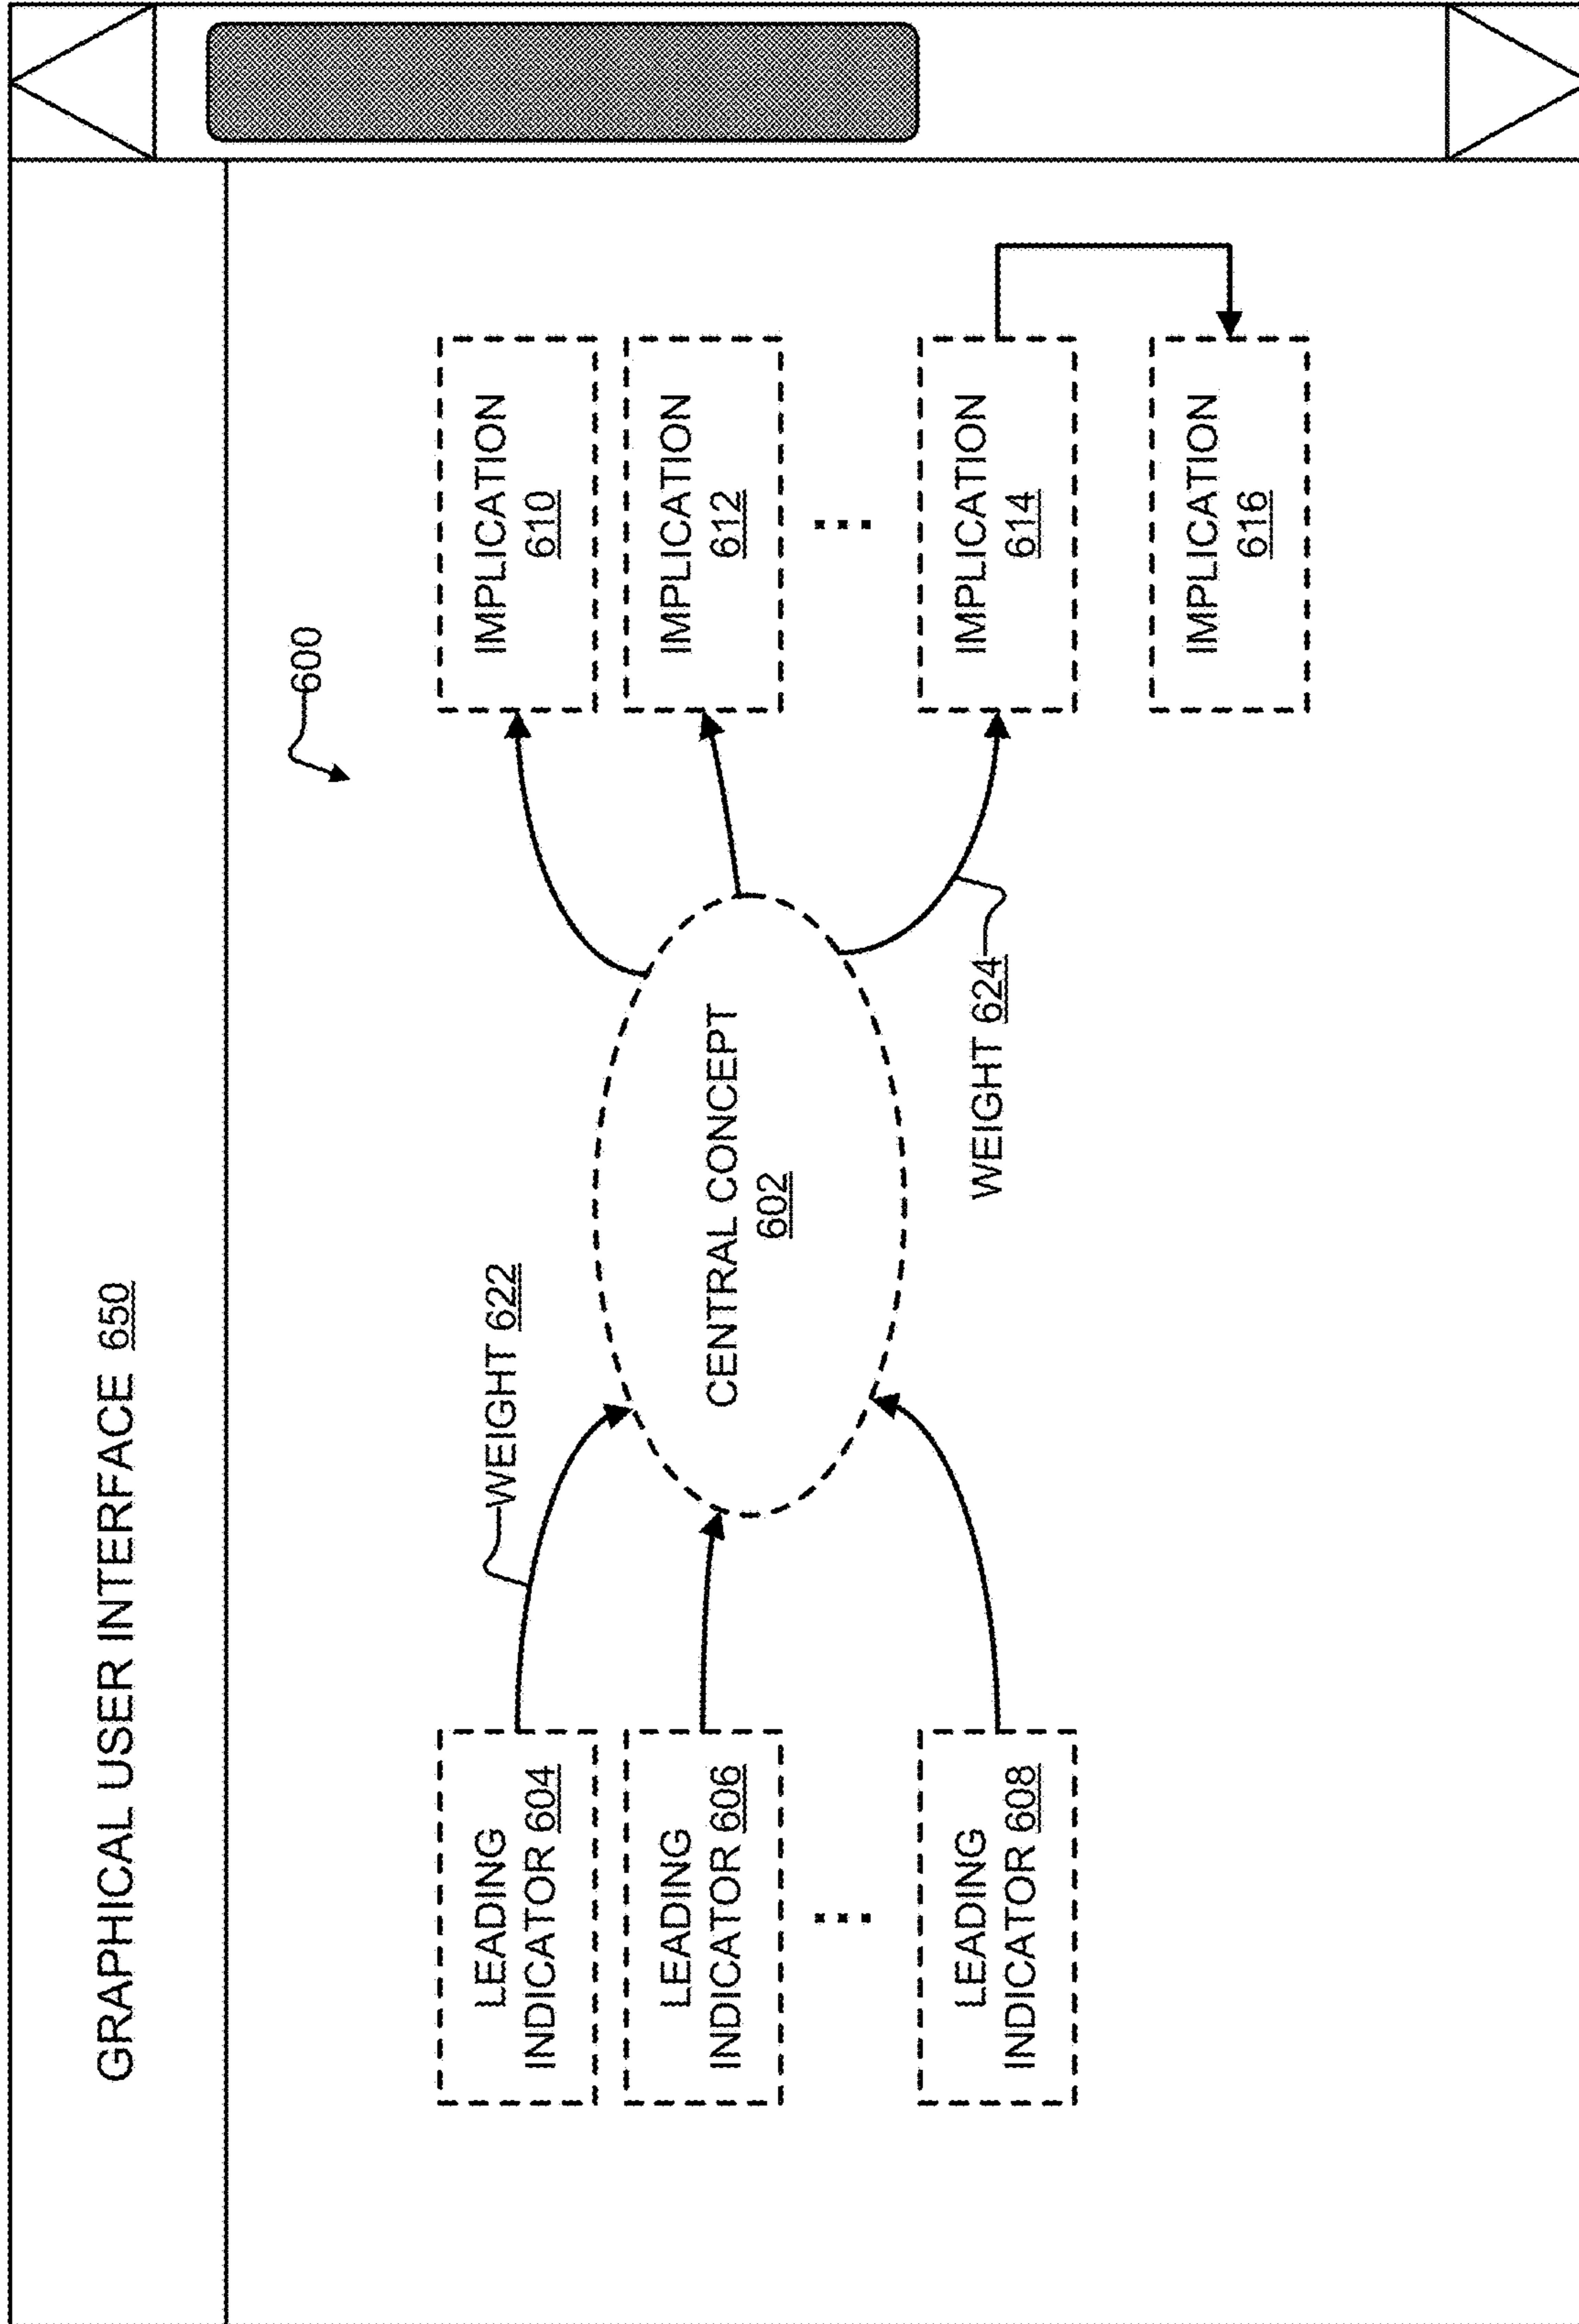 GRAPHICAL USER INTERFACE 650
600
LEADING
INDICATOR 604
WEIGHT 622
IMPLICATION
610
LEADING
INDICATOR 606
CENTRAL CONCEPT
602
IMPLICATION
612
...
...
LEADING
INDICATOR 608
WEIGHT 624
IMPLICATION
614
IMPLICATION
616